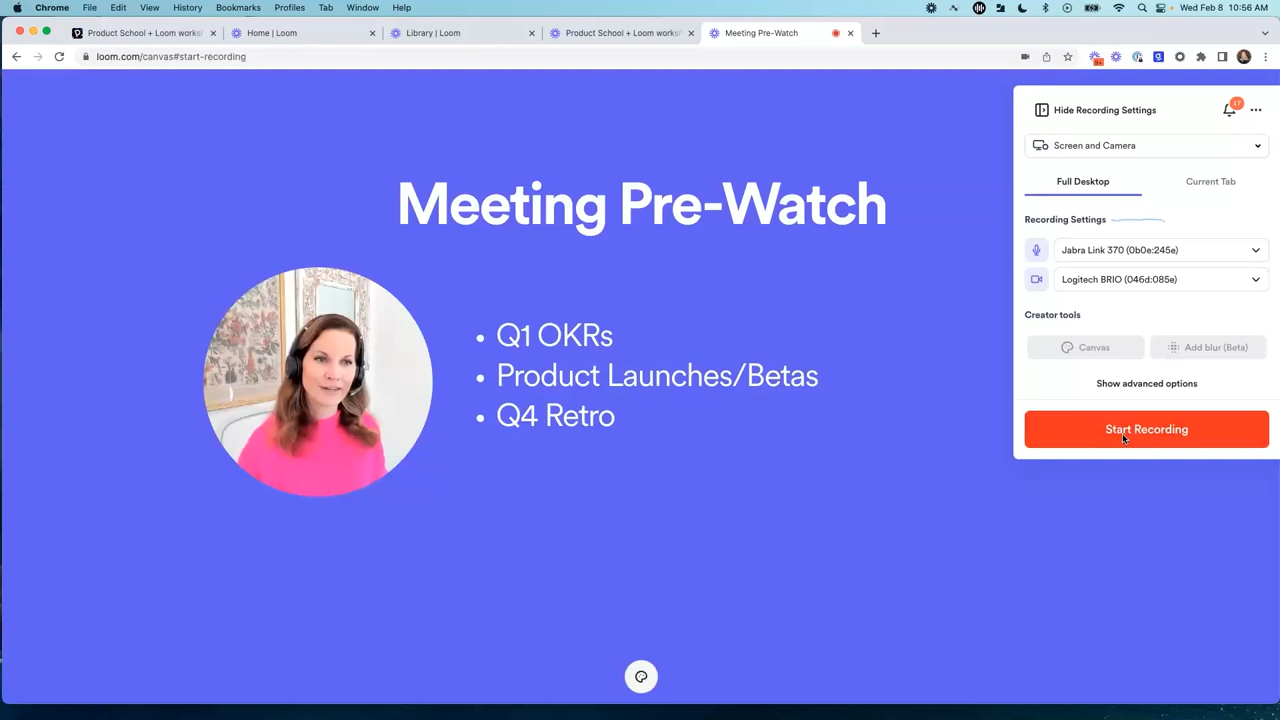 Chrome File Edit View History Bookmarks Profiles Tab Window Help Wed Feb 8 10:56 AM
Product School + Loom works Home | Loom Library | Loom Product School + Loom works Meeting Pre-Watch
loom.com/canvas#start-recording
9+
Hide Recording Settings 17
Screen and Camera
Full Desktop Current Tab
Recording Settings
Jabra Link 370 (0b0e:245e)
Logitech BRIO (046d:085e)
Creator tools
Canvas Add blur (Beta)
Show advanced options
Start Recording
Meeting Pre-Watch
• Q1 OKRs
• Product Launches/Betas
• Q4 Retro